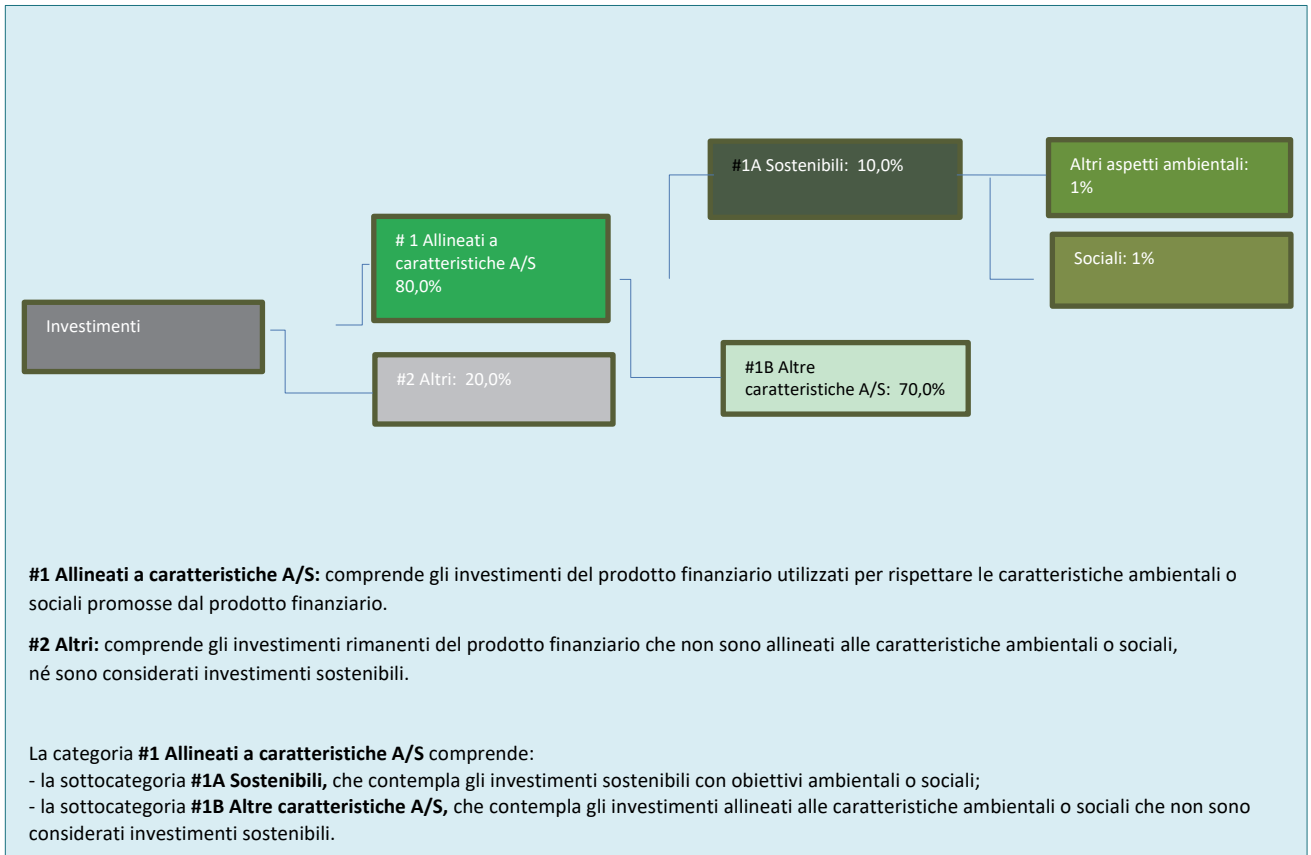 #1A Sostenibili: 10,0%
Altri aspetti ambientali:
1%
# 1 Allineati a
caratteristiche A/S
80,0%
Sociali: 1%
Investimenti
#2 Altri: 20,0%
#1B Altre
caratteristiche A/S: 70,0%
#1 Allineati a caratteristiche A/S: comprende gli investimenti del prodotto finanziario utilizzati per rispettare le caratteristiche ambientali o
sociali promosse dal prodotto finanziario.
#2 Altri: comprende gli investimenti rimanenti del prodotto finanziario che non sono allineati alle caratteristiche ambientali o sociali,
né sono considerati investimenti sostenibili.
La categoria #1 Allineati a caratteristiche A/S comprende:
- la sottocategoria #1A Sostenibili, che contempla gli investimenti sostenibili con obiettivi ambientali o sociali;
- la sottocategoria #1B Altre caratteristiche A/S, che contempla gli investimenti allineati alle caratteristiche ambientali o sociali che non sono
considerati investimenti sostenibili.